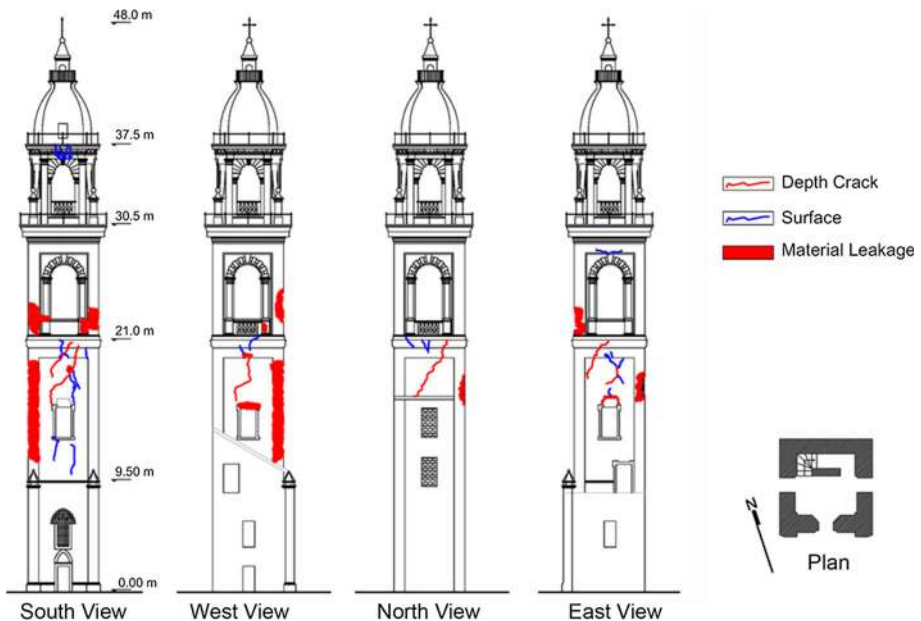 48.0 m
37.5 m
30.5 m
21.0 m
9.50 m
0.00 m
South View
West View
North View
East View
Depth Crack
Surface
Material Leakage
N
Plan